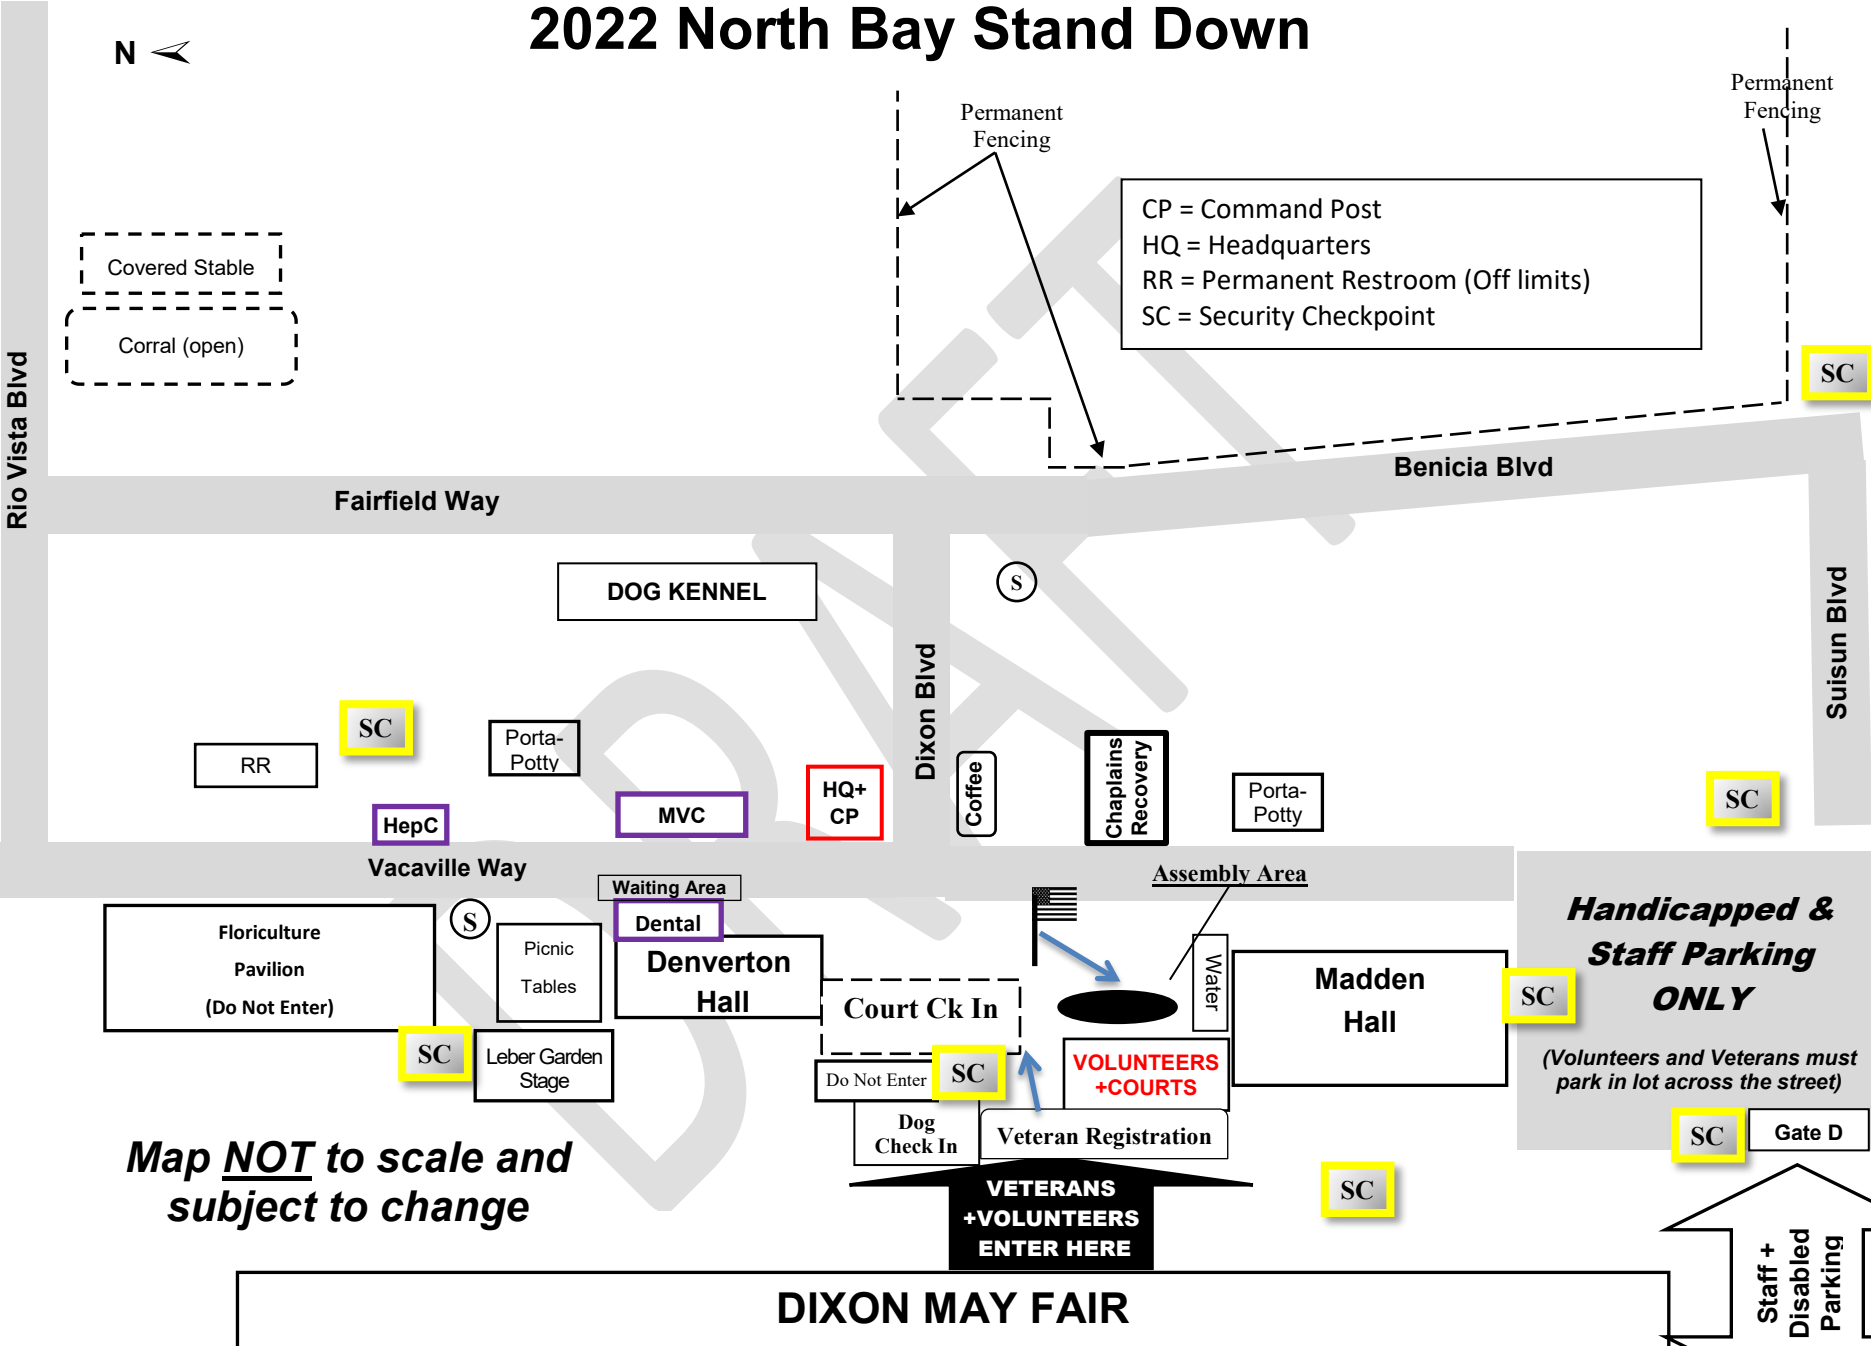 2022 North Bay Stand Down
N
Permanent
Fencing
Permanent
Fencing
CP = Command Post
HQ = Headquarters
RR = Permanent Restroom (Off limits)
SC = Security Checkpoint
Covered Stable
Corral (open)
SC
Rio Vista Blvd
Fairfield Way
Benicia Blvd
DOG KENNEL
S
Dixon Blvd
Suisun Blvd
SC
RR
Porta-
Potty
HepC
MVC
HQ+
CP
Coffee
Chaplains
Recovery
Porta-
Potty
SC
Vacaville Way
Waiting Area
Assembly Area
Dental
Floriculture
Pavilion
(Do Not Enter)
S
Picnic
Tables
Denverton
Hall
Court Ck In
Water
Madden
Hall
SC
Handicapped &
Staff Parking
ONLY
(Volunteers and Veterans must
park in lot across the street)
SC
Leber Garden
Stage
Do Not Enter
SC
VOLUNTEERS
+COURTS
Dog
Check In
Veteran Registration
SC
Gate D
Map NOT to scale and
subject to change
VETERANS
+VOLUNTEERS
ENTER HERE
SC
Staff +
Disabled
Parking
DIXON MAY FAIR
DRAFT